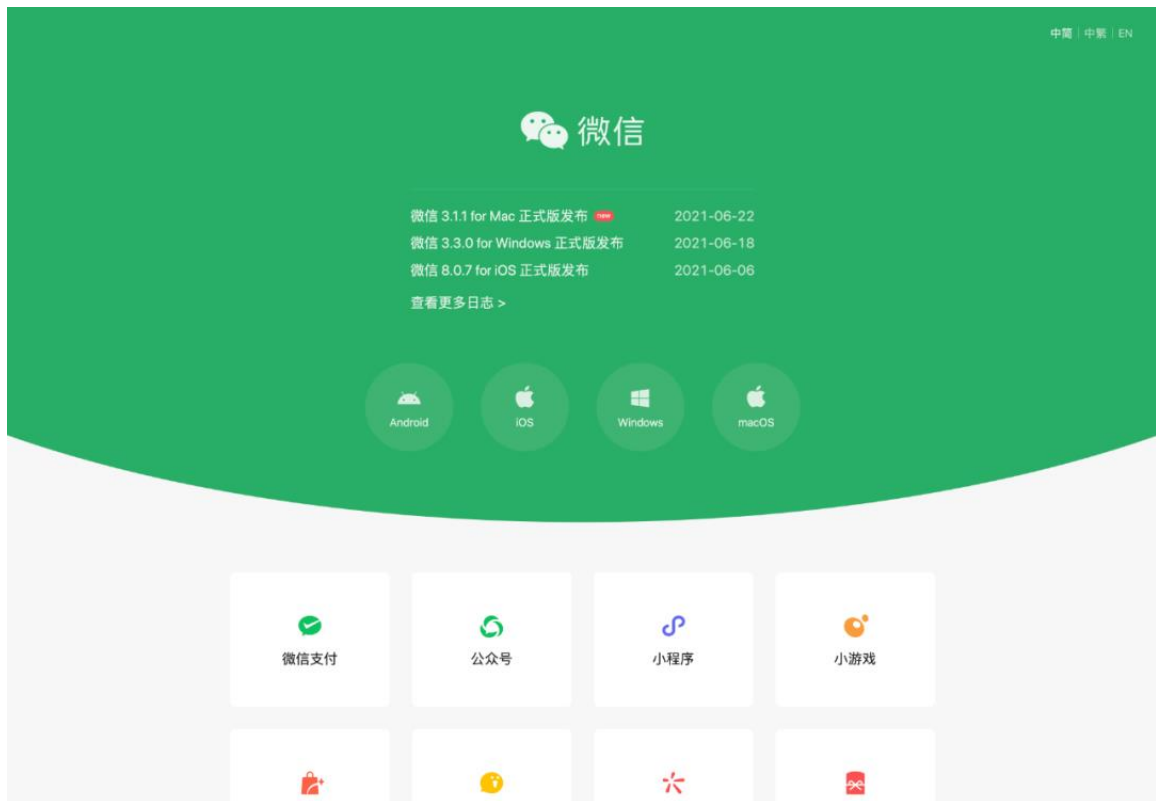 中简 | 中繁 | EN
微信
微信 3.1.1 for Mac 正式版发布 new 2021-06-22
微信 3.3.0 for Windows 正式版发布 2021-06-18
微信 8.0.7 for iOS 正式版发布 2021-06-06
查看更多日志 >
Android iOS Windows macOS
微信支付 公众号 小程序 小游戏